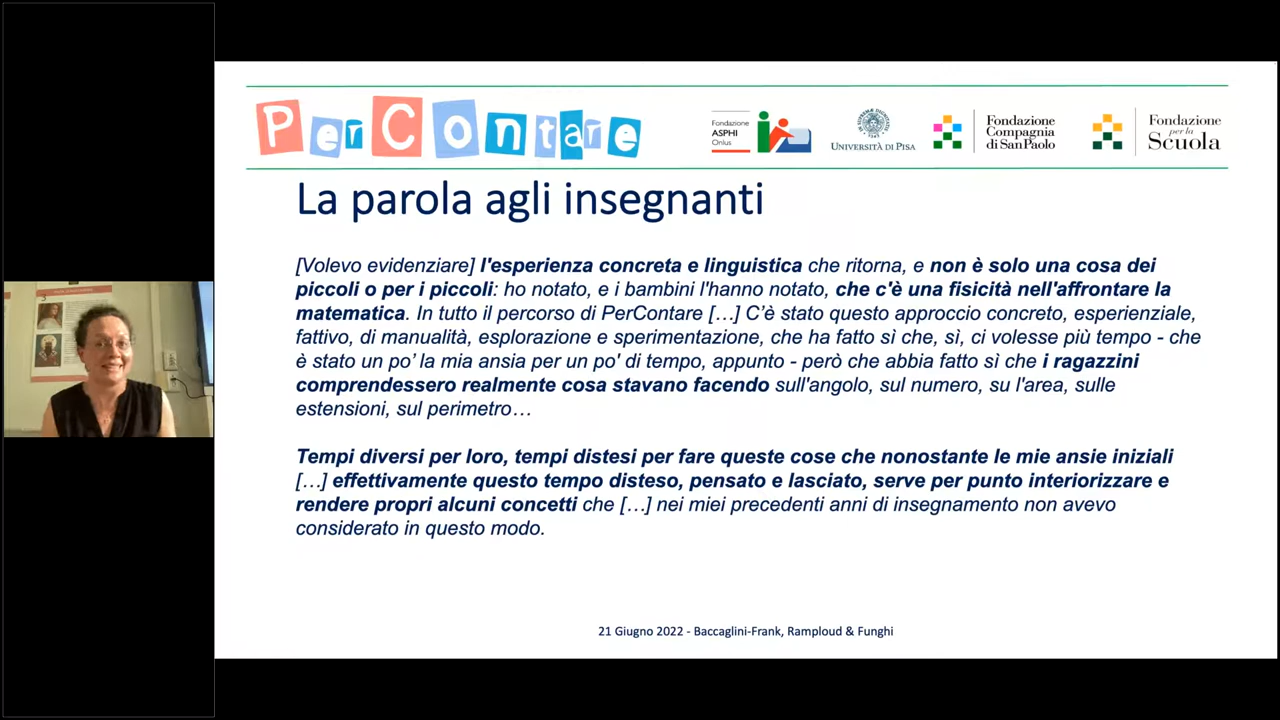 PerContare
Fondazione
ASPHI
Onlus
UNIVERSITÀ DI PISA
Fondazione
Compagnia
di San Paolo
Fondazione
per la
Scuola
La parola agli insegnanti
[Volevo evidenziare] l'esperienza concreta e linguistica che ritorna, e non è solo una cosa dei
piccoli o per i piccoli: ho notato, e i bambini l'hanno notato, che c'è una fisicità nell'affrontare la
matematica. In tutto il percorso di PerContare […] C'è stato questo approccio concreto, esperienziale,
fattivo, di manualità, esplorazione e sperimentazione, che ha fatto sì che, sì, ci volesse più tempo - che
è stato un po' la mia ansia per un po' di tempo, appunto - però che abbia fatto sì che i ragazzini
comprendessero realmente cosa stavano facendo sull'angolo, sul numero, su l'area, sulle
estensioni, sul perimetro…
Tempi diversi per loro, tempi distesi per fare queste cose che nonostante le mie ansie iniziali
[…] effettivamente questo tempo disteso, pensato e lasciato, serve per punto interiorizzare e
rendere propri alcuni concetti che […] nei miei precedenti anni di insegnamento non avevo
considerato in questo modo.
21 Giugno 2022 - Baccaglini-Frank, Ramploud & Funghi